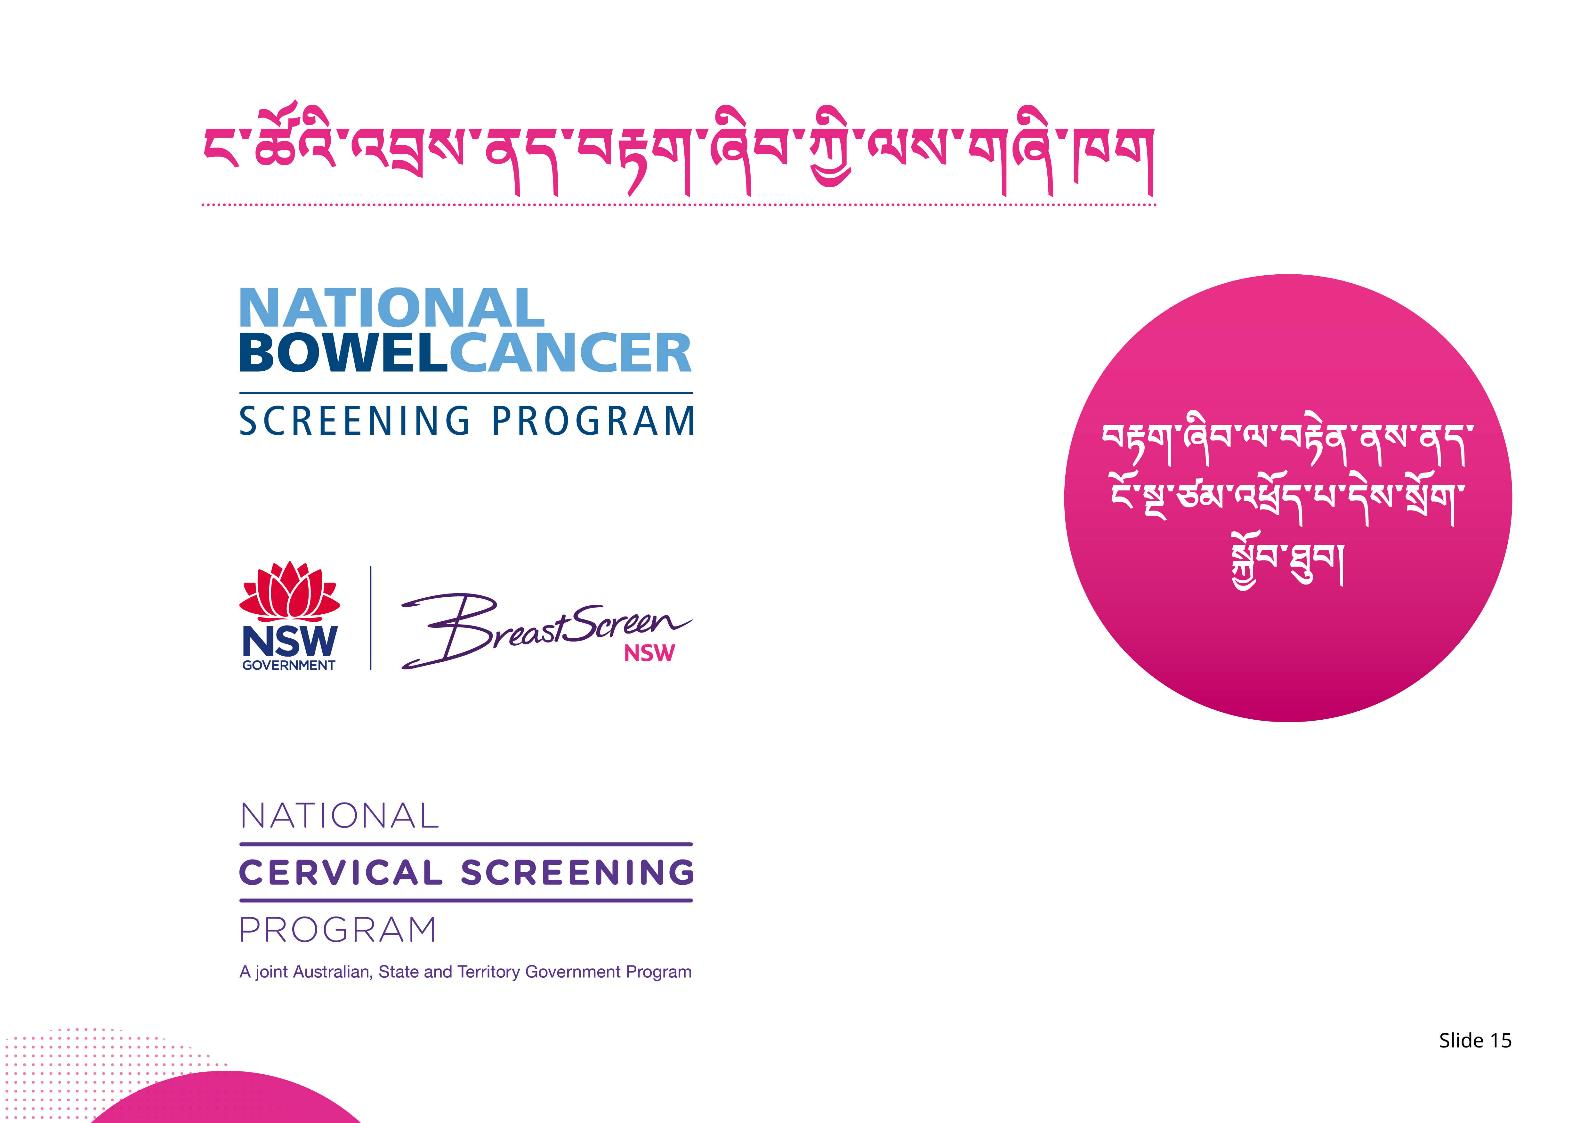 ང་ཚོའི་འབྲས་ནད་བརྟག་ཞིབ་ཀྱི་ལས་གཞི་ཁག
NATIONAL
BOWELCANCER
SCREENING PROGRAM
བརྟག་ཞིབ་ལ་བརྟེན་ནས་ནད་
ངོ་སྔ་ཙམ་འཕྲོད་པ་དེས་སྲོག་
སྐྱོབ་ཐུབ།
NSW
GOVERNMENT
BreastScreen
NSW
NATIONAL
CERVICAL SCREENING
PROGRAM
A joint Australian, State and Territory Government Program
Slide 15